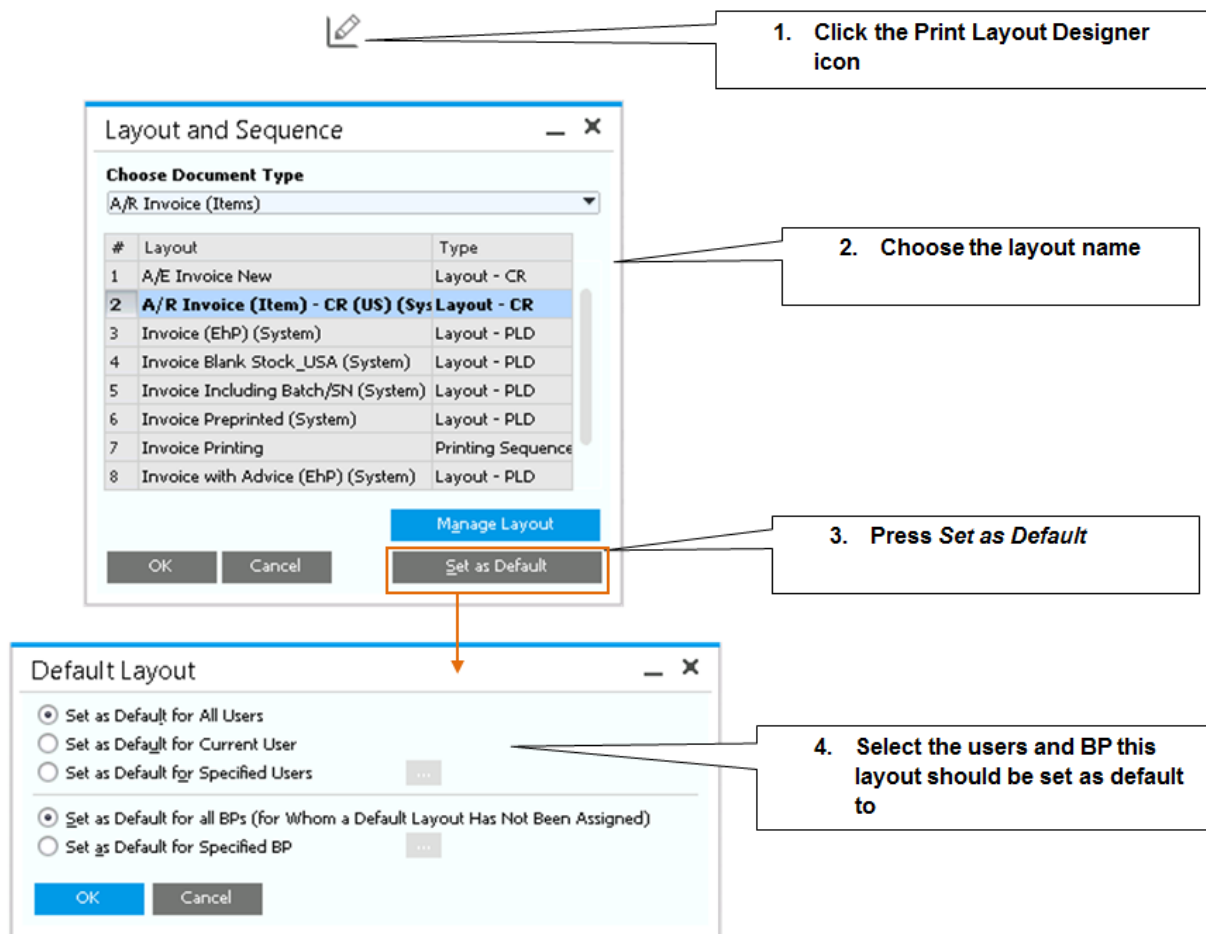 1. Click the Print Layout Designer
icon
Layout and Sequence
Choose Document Type
A/R Invoice (Items)
# Layout Type
1 A/E Invoice New Layout - CR
2 A/R Invoice (Item) - CR (US) (Sys Layout - CR
3 Invoice (EhP) (System) Layout - PLD
4 Invoice Blank Stock_USA (System) Layout - PLD
5 Invoice Including Batch/SN (System) Layout - PLD
6 Invoice Preprinted (System) Layout - PLD
7 Invoice Printing Printing Sequence
8 Invoice with Advice (EhP) (System) Layout - PLD
2. Choose the layout name
Manage Layout
OK Cancel Set as Default
3. Press Set as Default
Default Layout
Set as Default for All Users
Set as Default for Current User
Set as Default for Specified Users ...
Set as Default for all BPs (for Whom a Default Layout Has Not Been Assigned)
Set as Default for Specified BP ...
OK Cancel
4. Select the users and BP this
layout should be set as default
to